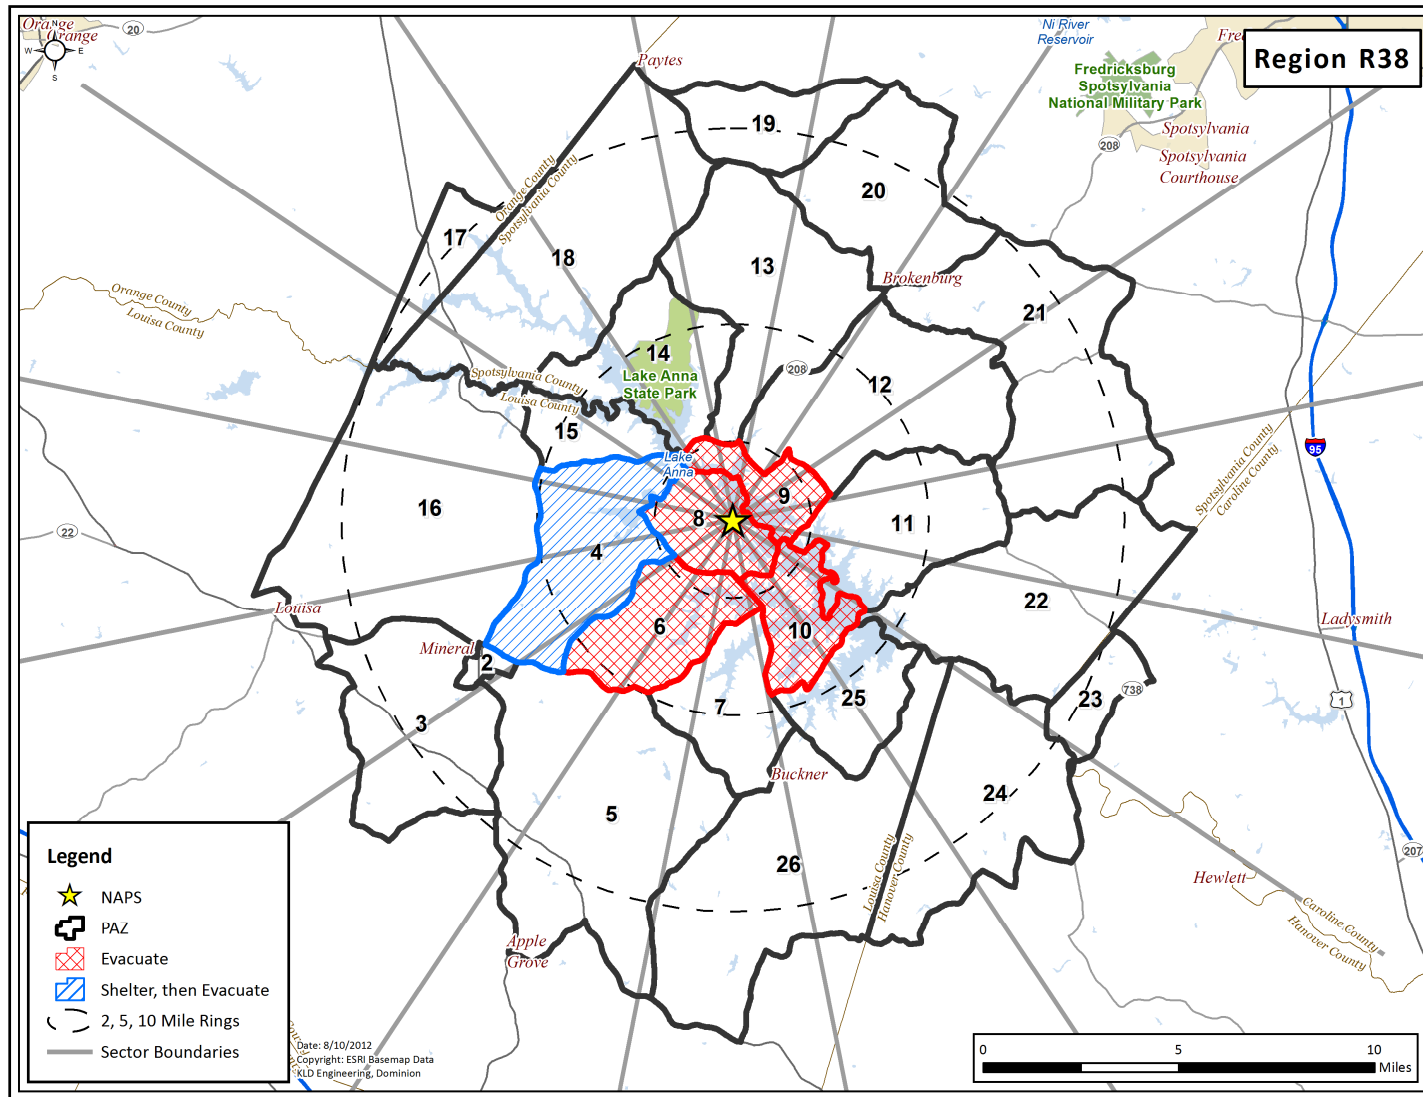 Region R38
Orange
Orange
N
W
E
S
20
Paytes
Ni River
Reservoir
Fredricksburg
Spotsylvania
National Military Park
Spotsylvania
Spotsylvania
Courthouse
208
19
20
Orange County
Spotsylvania County
17
18
13
Brokenburg
21
Orange County
Louisa County
14
Lake Anna
State Park
208
12
Spotsylvania County
Louisa County
15
Lake
Anna
95
Spotsylvania County
Caroline County
16
8
9
11
22
4
Louisa
6
10
22
Ladysmith
Mineral
2
7
25
23
738
1
3
Buckner
24
5
26
Louisa County
Hanover County
207
Hewlett
Caroline County
Hanover County
Apple
Grove
Legend
NAPS
PAZ
Evacuate
Shelter, then Evacuate
2, 5, 10 Mile Rings
Sector Boundaries
Date: 8/10/2012
Copyright: ESRI Basemap Data
KLD Engineering, Dominion
0 5 10
Miles